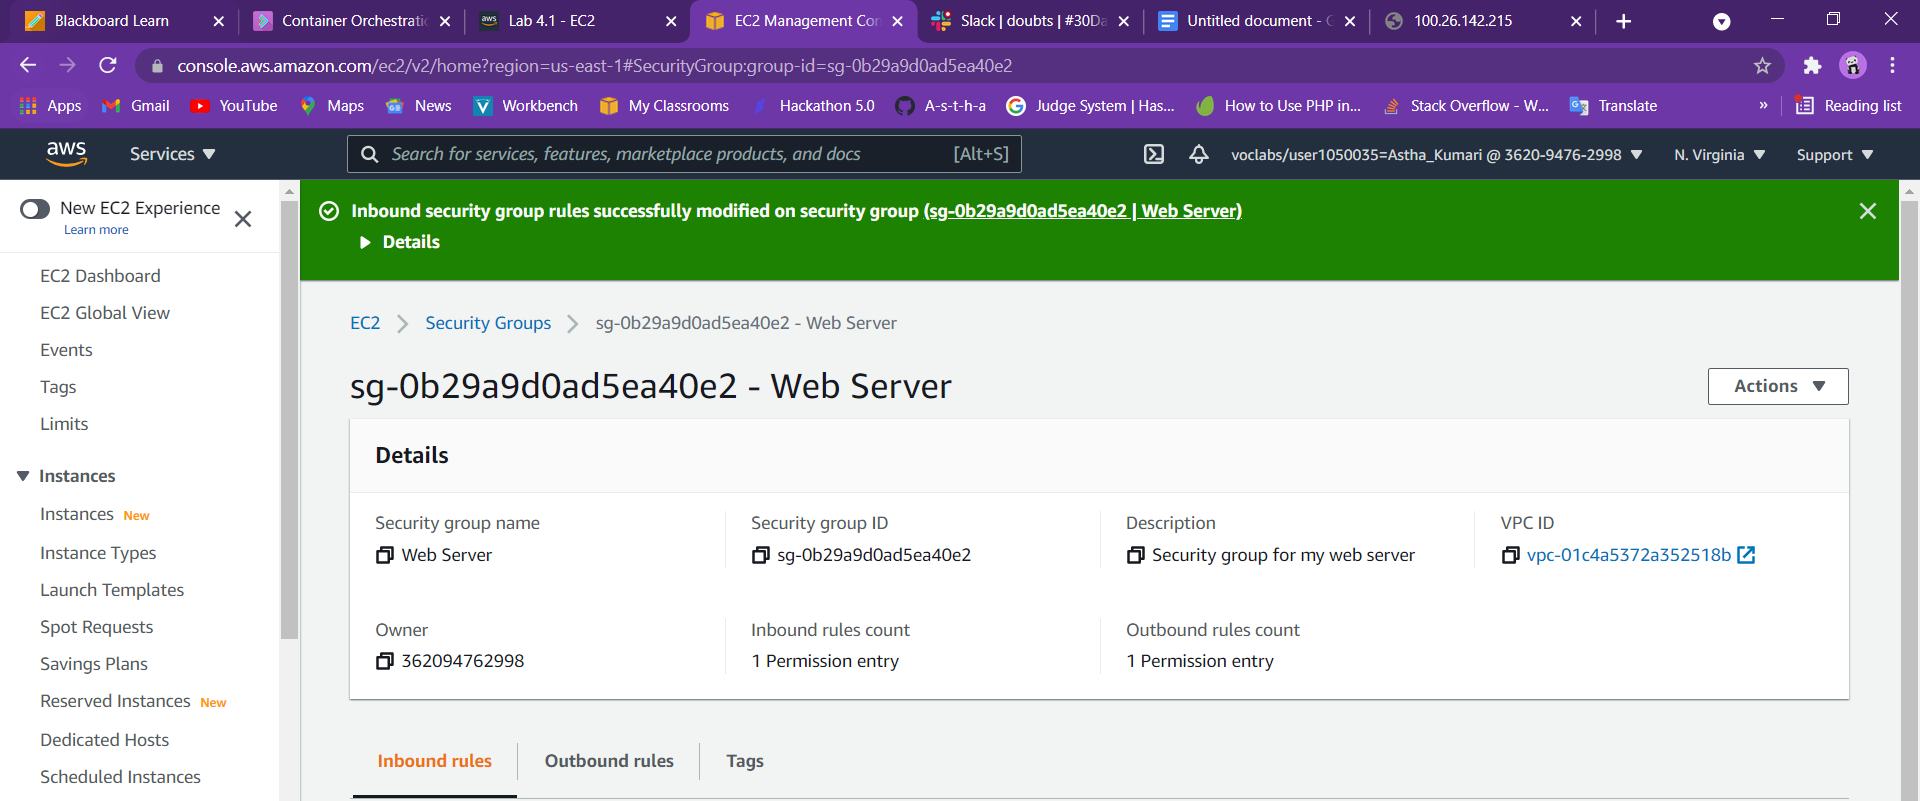 Blackboard Learn
Container Orchestratic
aws Lab 4.1 - EC2
EC2 Management Con
Slack | doubts | #30Da
Untitled document - G
100.26.142.215
console.aws.amazon.com/ec2/v2/home?region=us-east-1#SecurityGroup:group-id=sg-0b29a9d0ad5ea40e2
Apps Gmail YouTube Maps News Workbench My Classrooms Hackathon 5.0 A-s-t-h-a Judge System | Has... How to Use PHP in... Stack Overflow - W... Translate » Reading list
aws Services ▼ Search for services, features, marketplace products, and docs [Alt+S] voclabs/user1050035=Astha_Kumari @ 3620-9476-2998 ▼ N. Virginia ▼ Support ▼
New EC2 Experience
Learn more
EC2 Dashboard
EC2 Global View
Events
Tags
Limits
Instances
Instances New
Instance Types
Launch Templates
Spot Requests
Savings Plans
Reserved Instances New
Dedicated Hosts
Scheduled Instances
Inbound security group rules successfully modified on security group (sg-0b29a9d0ad5ea40e2 | Web Server)
Details
EC2 > Security Groups > sg-0b29a9d0ad5ea40e2 - Web Server
sg-0b29a9d0ad5ea40e2 - Web Server
Actions ▼
Details
Security group name
Web Server
Security group ID
sg-0b29a9d0ad5ea40e2
Description
Security group for my web server
VPC ID
vpc-01c4a5372a352518b
Owner
362094762998
Inbound rules count
1 Permission entry
Outbound rules count
1 Permission entry
Inbound rules
Outbound rules
Tags